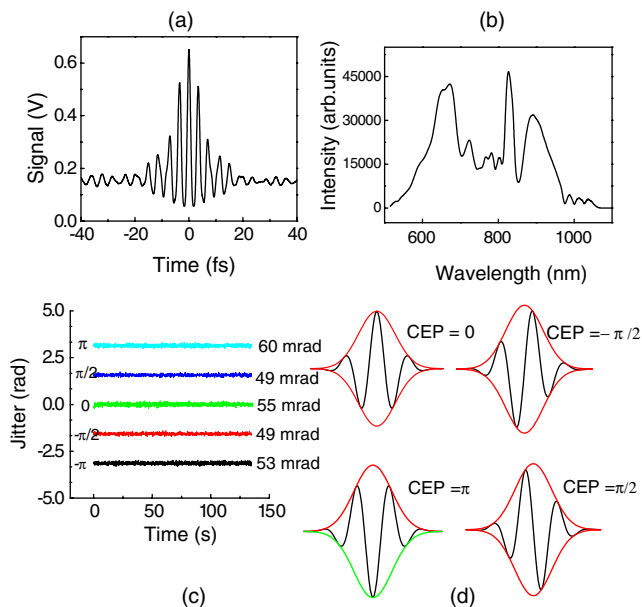 (a)
(b)
Signal (V)
0.6
0.4
0.2
0.0
-40
-20
0
20
40
Time (fs)
Intensity (arb.units)
45000
30000
15000
0
600
800
1000
Wavelength (nm)
Jitter (rad)
5.0
2.5
0.0
-2.5
-5.0
π
π/2
0
-π/2
-π
60 mrad
49 mrad
55 mrad
49 mrad
53 mrad
0
50
100
150
Time (s)
CEP = 0
CEP =- π /2
CEP =π
CEP =π/2
(c)
(d)